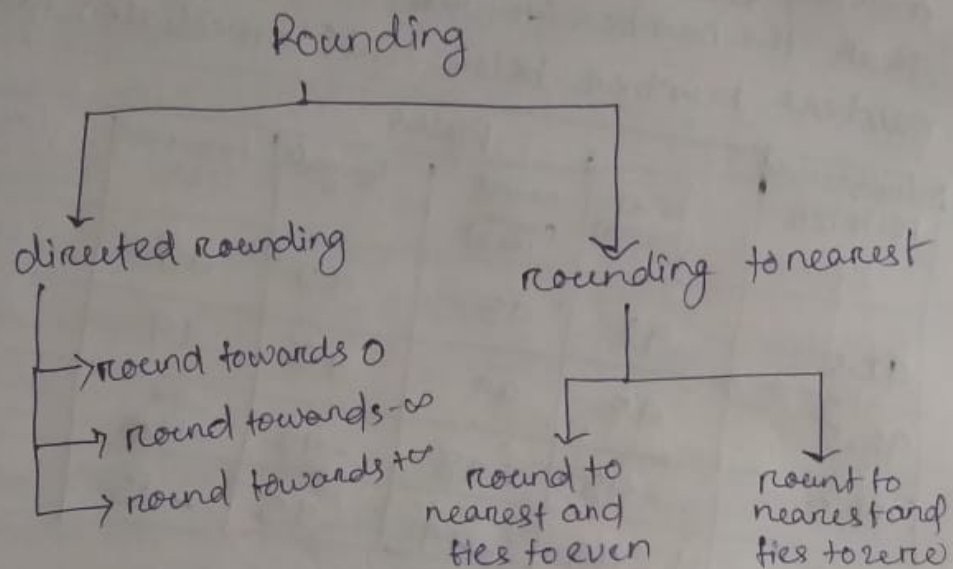 Rounding
directed rounding
rounding to nearest
round towards 0
round towards -∞
round towards +∞
round to
nearest and
ties to even
rount to
nearest and
ties to zero